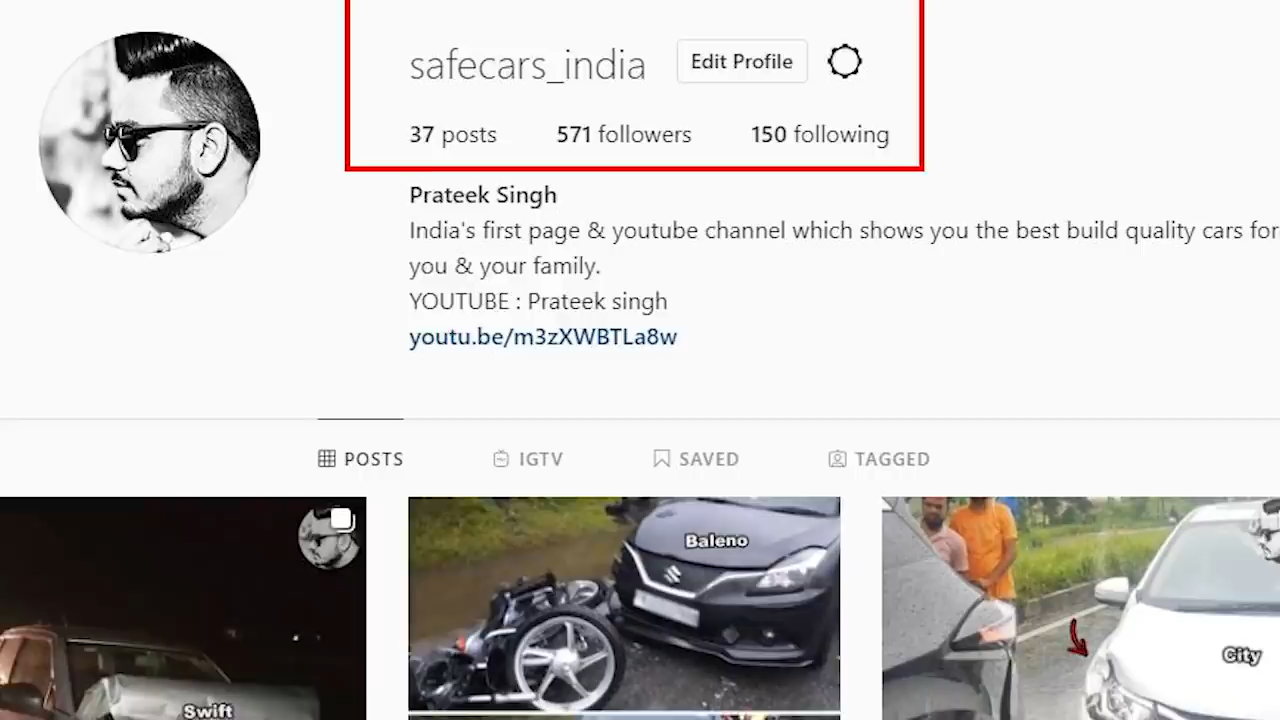 safecars_india Edit Profile
37 posts 571 followers 150 following
Prateek Singh
India's first page & youtube channel which shows you the best build quality cars for
you & your family.
YOUTUBE : Prateek singh
youtu.be/m3zXWBTLa8w
POSTS IGTV SAVED TAGGED
Swift
Baleno
City